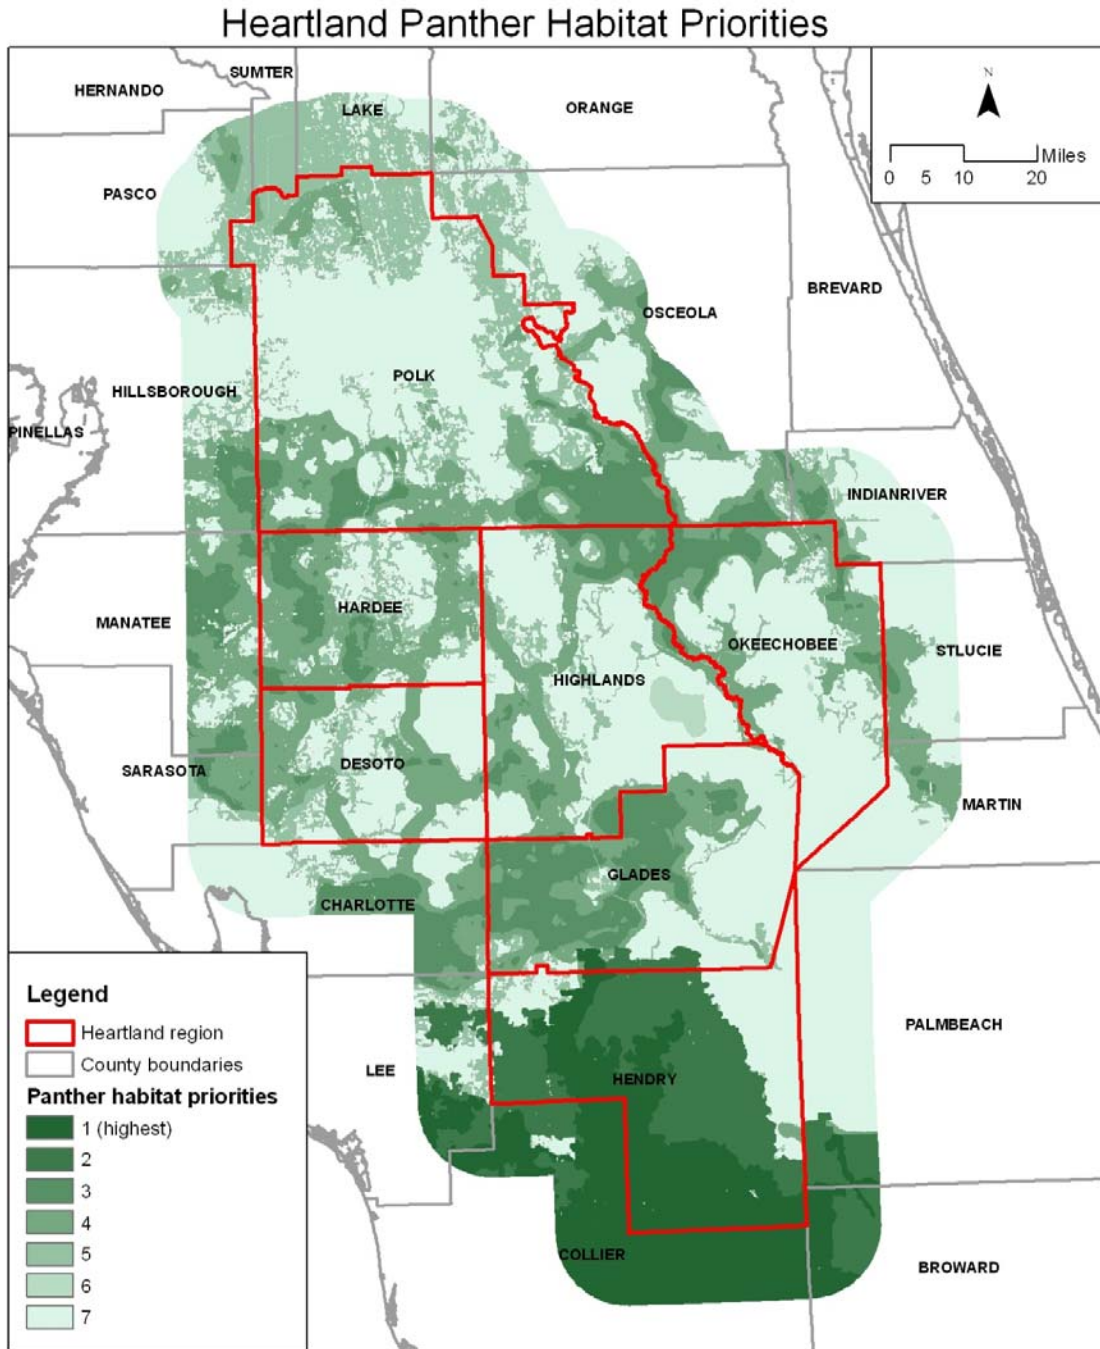 Heartland Panther Habitat Priorities
SUMTER
HERNANDO
LAKE
ORANGE
N
Miles
0 5 10 20
PASCO
BREVARD
OSCEOLA
POLK
HILLSBOROUGH
PINELLAS
INDIANRIVER
HARDEE
MANATEE
OKEECHOBEE
STLUCIE
HIGHLANDS
DESOTO
SARASOTA
MARTIN
GLADES
CHARLOTTE
PALMBEACH
LEE
HENDRY
COLLIER
BROWARD
Legend
Heartland region
County boundaries
Panther habitat priorities
1 (highest)
2
3
4
5
6
7